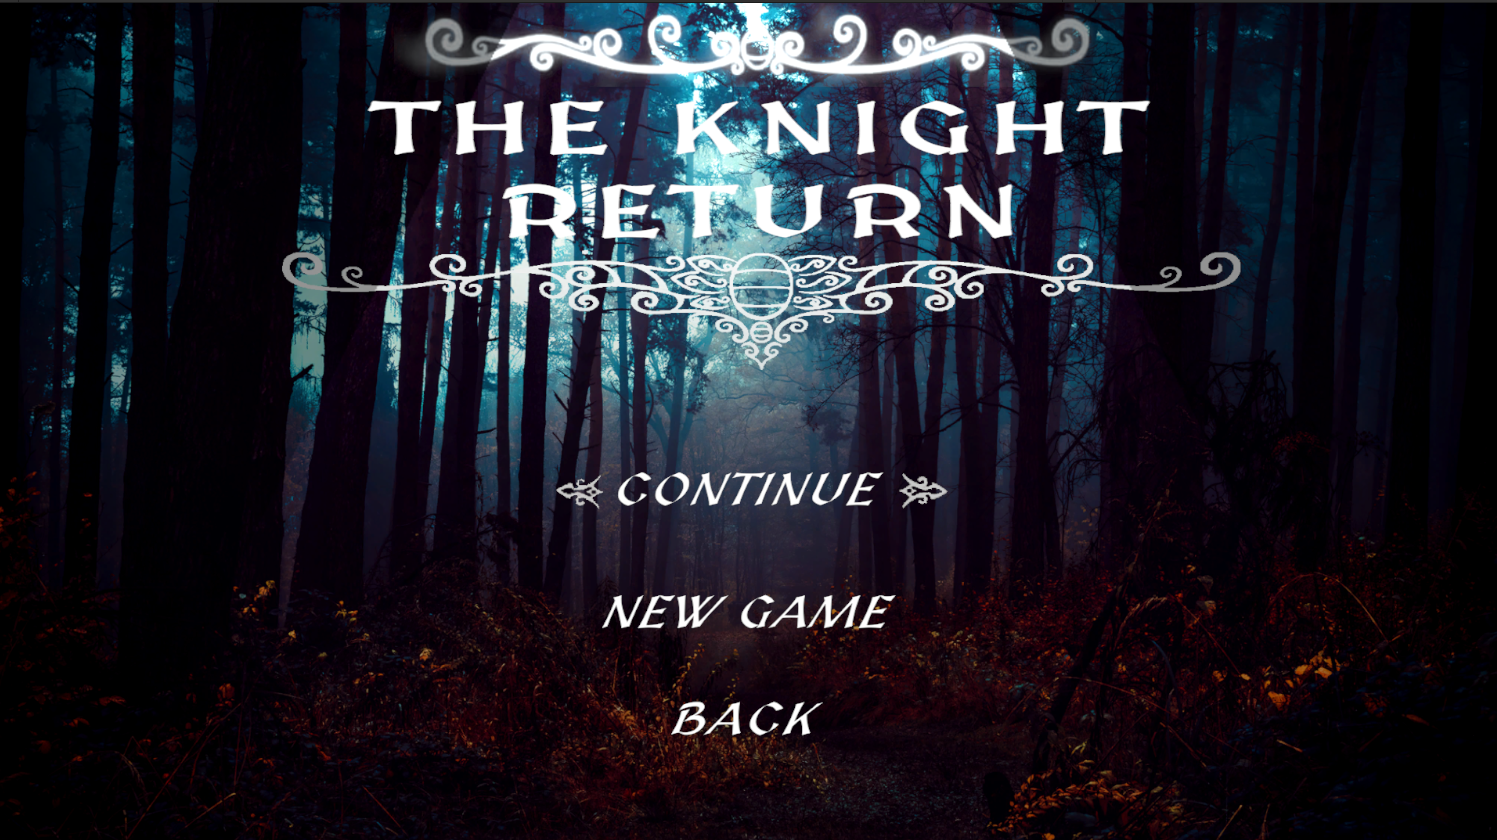 THE KNIGHT
RETURN
CONTINUE
NEW GAME
BACK